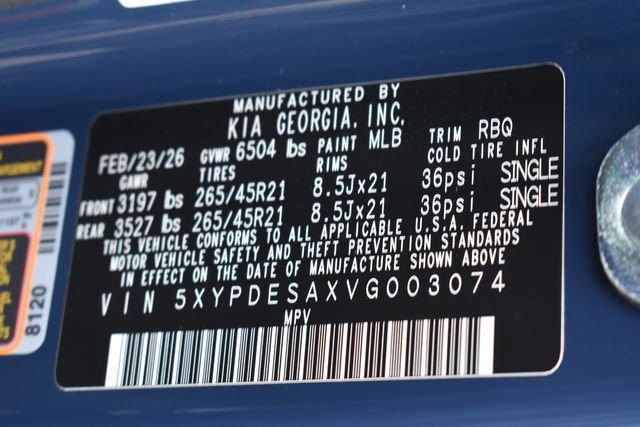 MANUFACTURED BY
KIA GEORGIA, INC.
FEB/23/26 GVWR 6504 lbs PAINT MLB TRIM RBQ
GAWR TIRES RIMS COLD TIRE INFL
FRONT 3197 lbs 265/45R21 8.5Jx21 36psi SINGLE
REAR 3527 lbs 265/45R21 8.5Jx21 36psi SINGLE
THIS VEHICLE CONFORMS TO ALL APPLICABLE U.S.A. FEDERAL
MOTOR VEHICLE SAFETY AND THEFT PREVENTION STANDARDS
IN EFFECT ON THE DATE OF MANUFACTURE SHOWN ABOVE
VIN 5XYPDESAXVG003074
MPV
8120